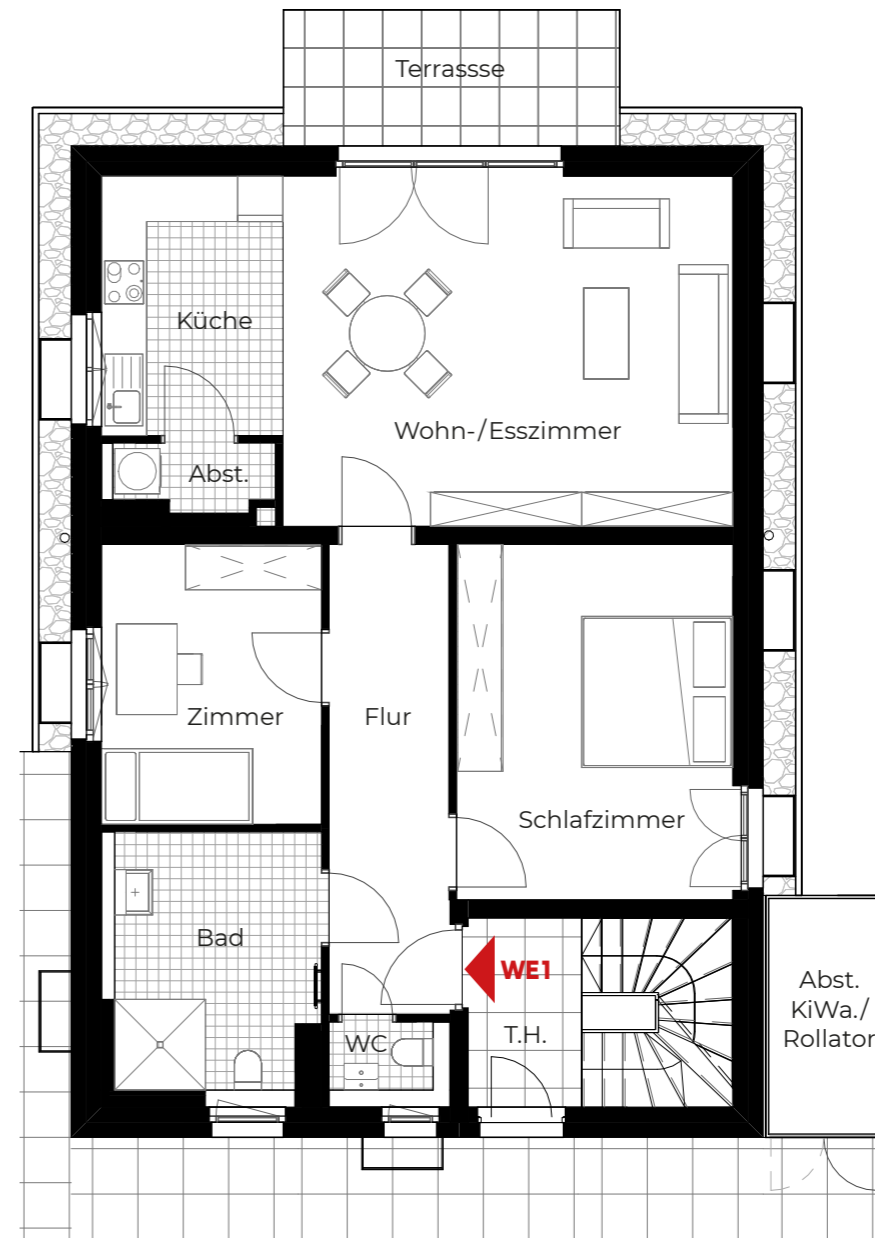 Terrassse
Küche
Wohn-/Esszimmer
Abst.
Zimmer
Flur
Schlafzimmer
Bad
WE1
WC
T.H.
Abst.
KiWa./
Rollator